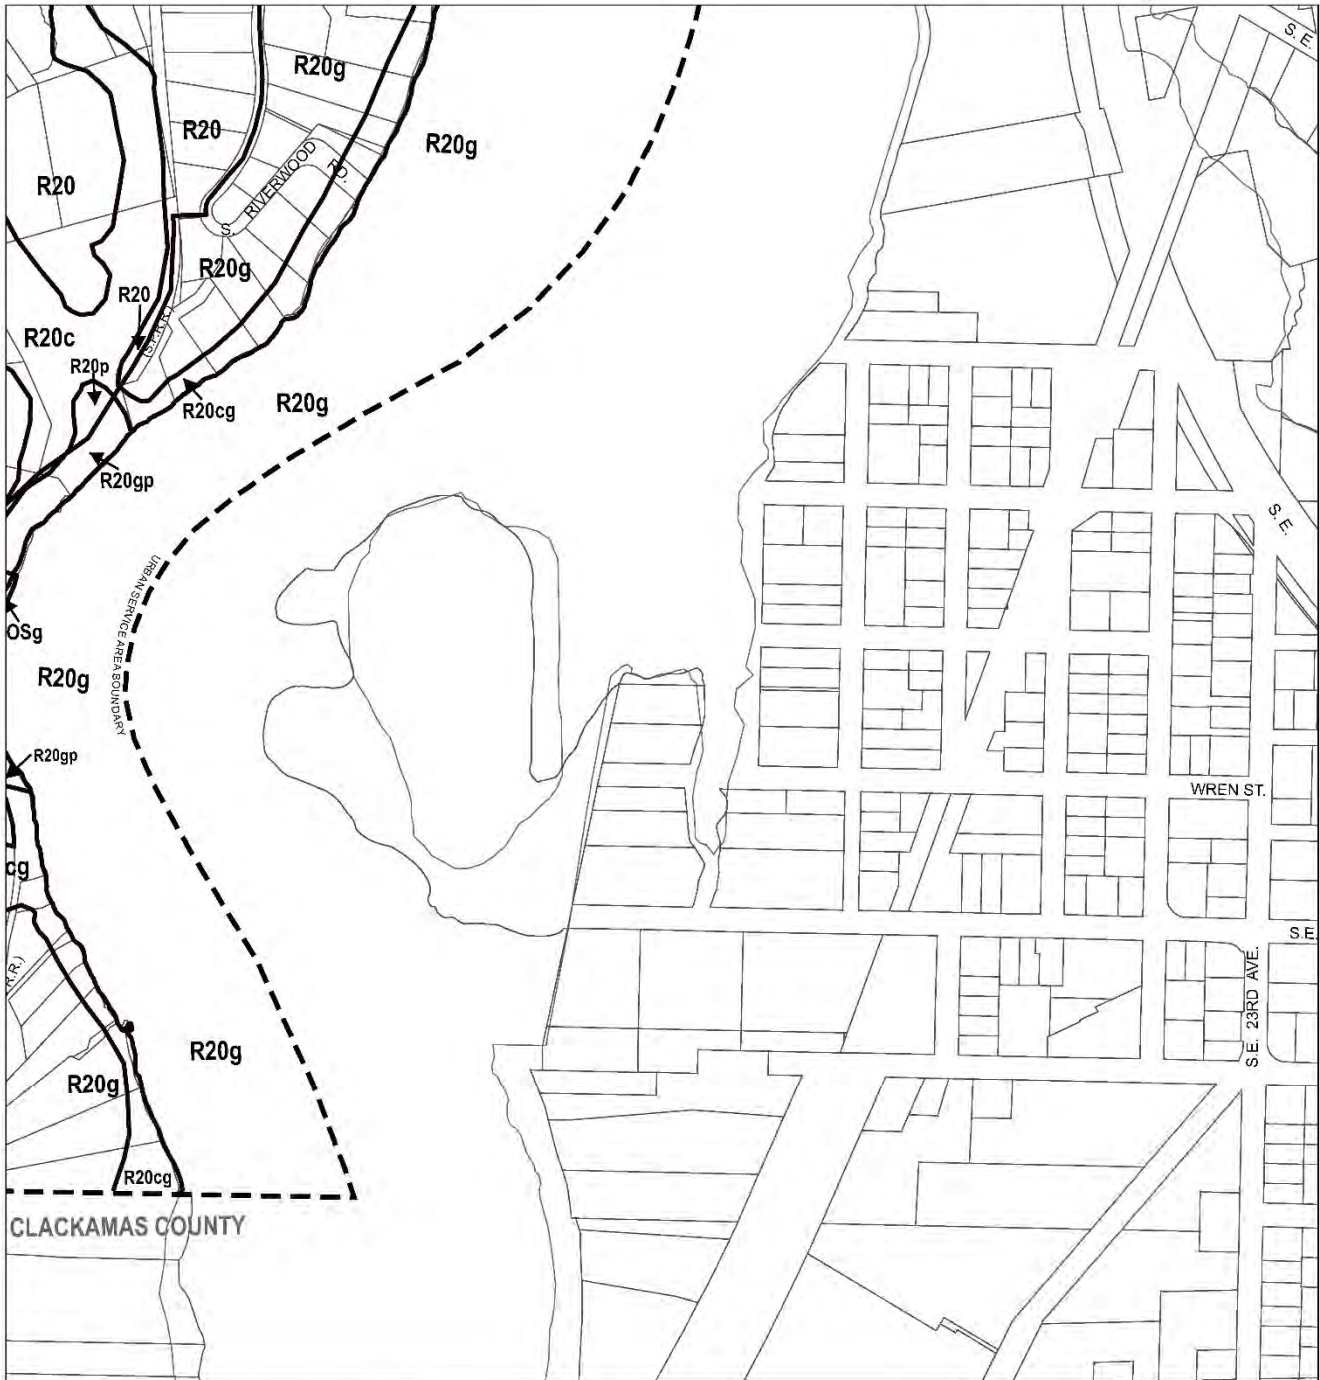 S. E.
R20g
R20
R20g
RIVERWOOD
RD.
R20
S.
R20g
R20
(S.P.R.R.)
R20c
R20p
R20cg
R20g
R20gp
S. E.
URBAN SERVICE AREA BOUNDARY
OSg
R20g
R20gp
WREN ST.
cg
S.E.
S.E. 23RD AVE.
R.R.)
R20g
R20g
R20cg
CLACKAMAS COUNTY